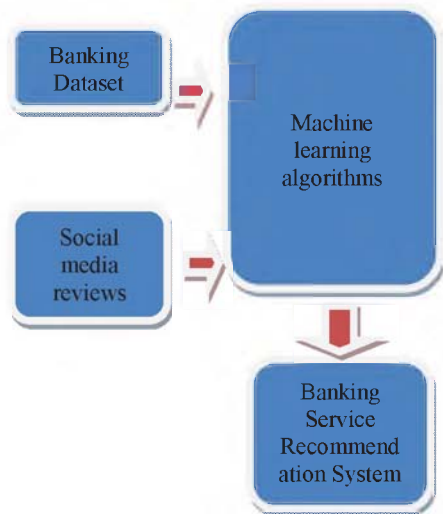 Banking
Dataset
Machine
learning
algorithms
Social
media
reviews
Banking
Service
Recommend
ation System